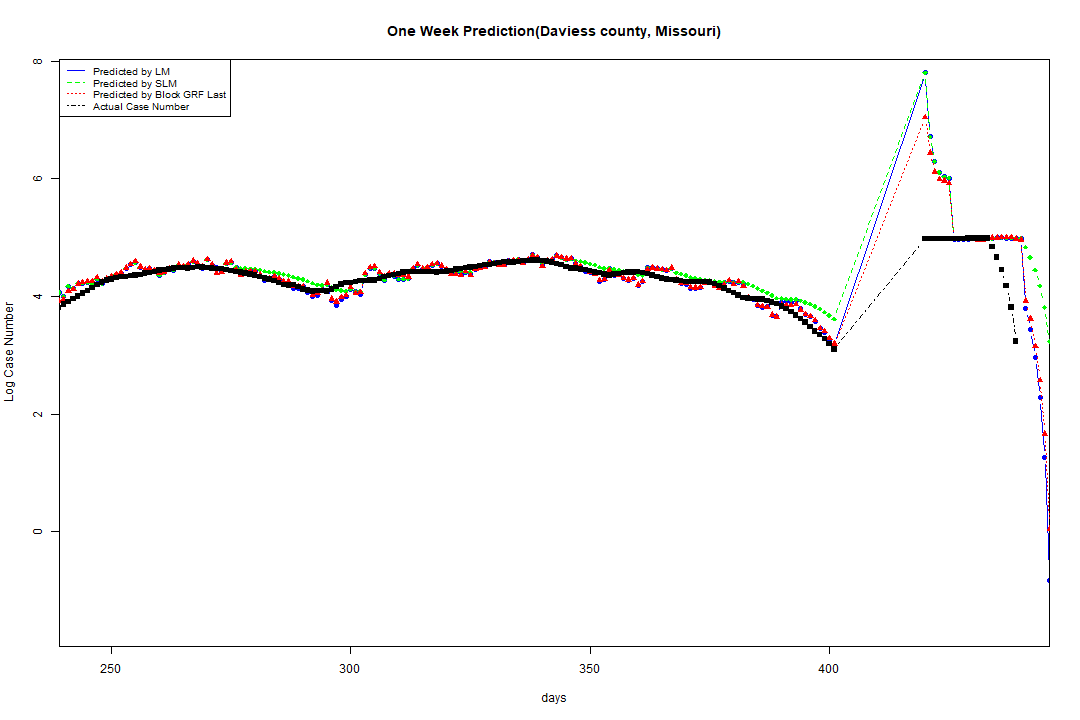 One Week Prediction(Daviess county, Missouri)
Predicted by LM
Predicted by SLM
Predicted by Block GRF Last
Actual Case Number
8
6
4
2
0
Log Case Number
250 300 350 400
days